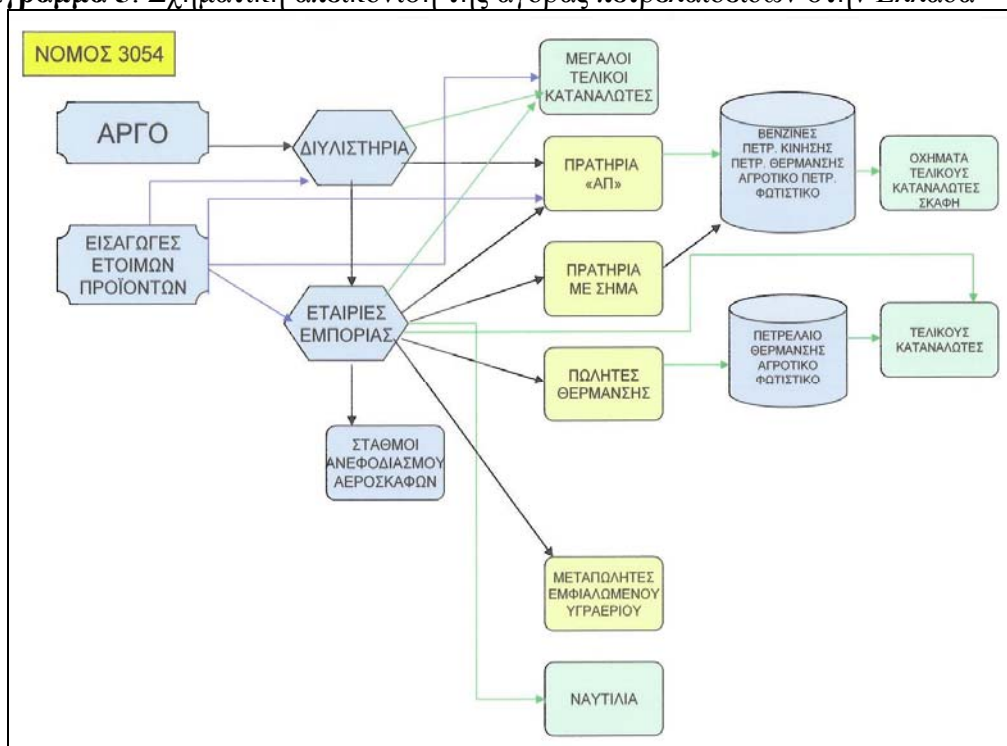 ΝΟΜΟΣ 3054
ΑΡΓΟ
ΔΙΥΛΙΣΤΗΡΙΑ
ΜΕΓΑΛΟΙ
ΤΕΛΙΚΟΙ
ΚΑΤΑΝΑΛΩΤΕΣ
ΠΡΑΤΗΡΙΑ
«ΑΠ»
ΒΕΝΖΙΝΕΣ
ΠΕΤΡ. ΚΙΝΗΣΗΣ
ΠΕΤΡ. ΘΕΡΜΑΝΣΗΣ
ΑΓΡΟΤΙΚΟ ΠΕΤΡ.
ΦΩΤΙΣΤΙΚΟ
ΟΧΗΜΑΤΑ
ΤΕΛΙΚΟΥΣ
ΚΑΤΑΝΑΛΩΤΕΣ
ΣΚΑΦΗ
ΕΙΣΑΓΩΓΕΣ
ΕΤΟΙΜΩΝ
ΠΡΟΪΟΝΤΩΝ
ΕΤΑΙΡΙΕΣ
ΕΜΠΟΡΙΑΣ
ΠΡΑΤΗΡΙΑ
ΜΕ ΣΗΜΑ
ΠΩΛΗΤΕΣ
ΘΕΡΜΑΝΣΗΣ
ΠΕΤΡΕΛΑΙΟ
ΘΕΡΜΑΝΣΗΣ
ΑΓΡΟΤΙΚΟ
ΦΩΤΙΣΤΙΚΟ
ΤΕΛΙΚΟΥΣ
ΚΑΤΑΝΑΛΩΤΕΣ
ΣΤΑΘΜΟΙ
ΑΝΕΦΟΔΙΑΣΜΟΥ
ΑΕΡΟΣΚΑΦΩΝ
ΜΕΤΑΠΩΛΗΤΕΣ
ΕΜΦΙΑΛΩΜΕΝΟΥ
ΥΓΡΑΕΡΙΟΥ
ΝΑΥΤΙΛΙΑ